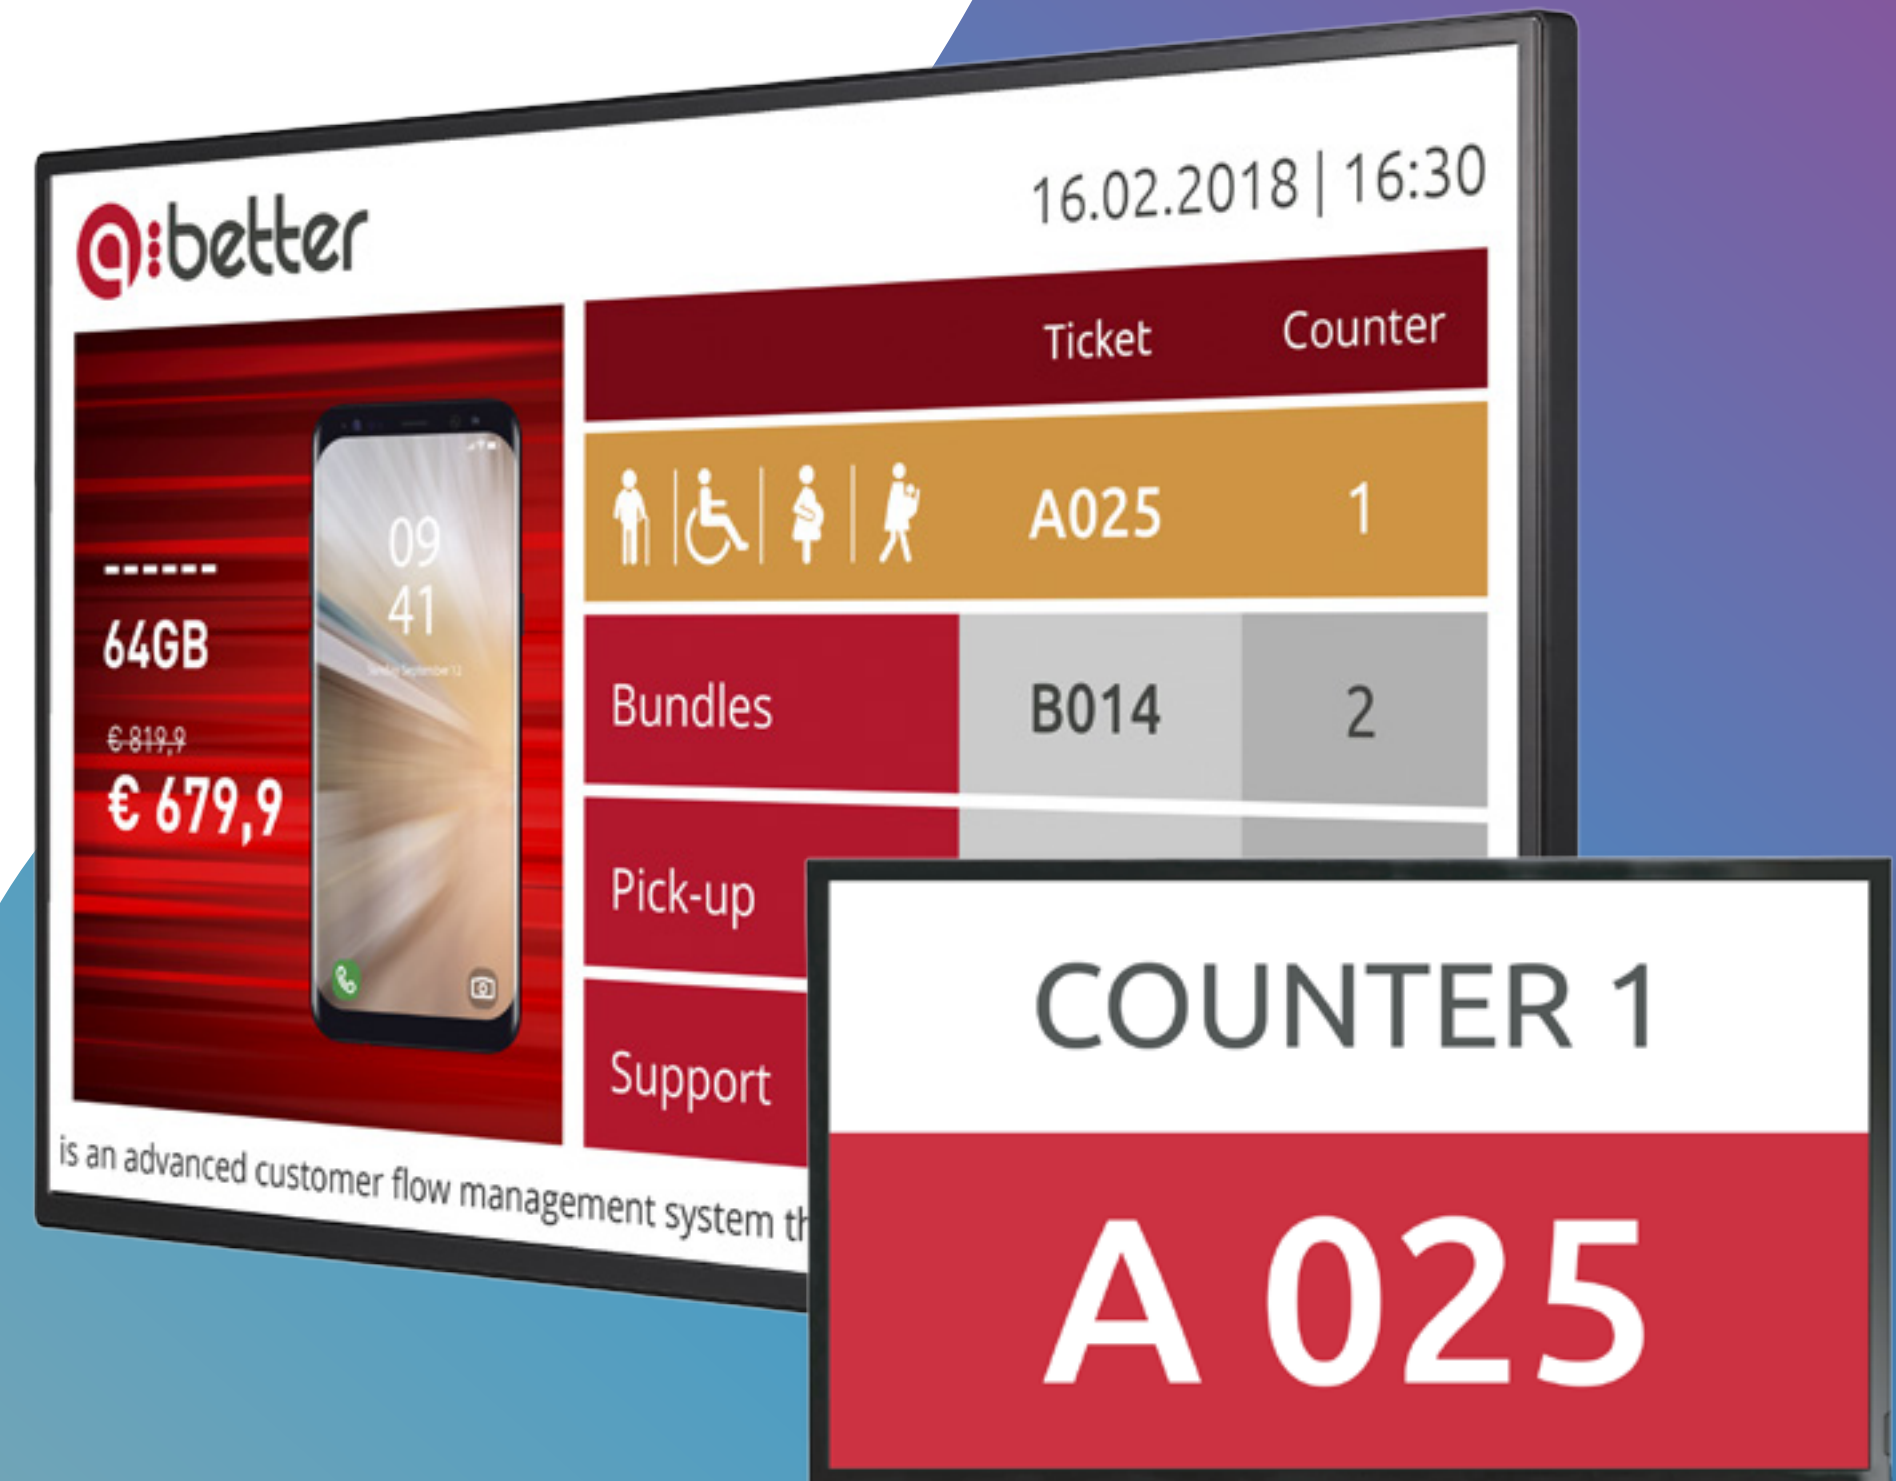 q:better
16.02.2018 | 16:30
Ticket Counter
A025 1
09
41
64GB
€ 819,9
€ 679,9
Bundles B014 2
Pick-up
Support
is an advanced customer flow management system th
COUNTER 1
A 025